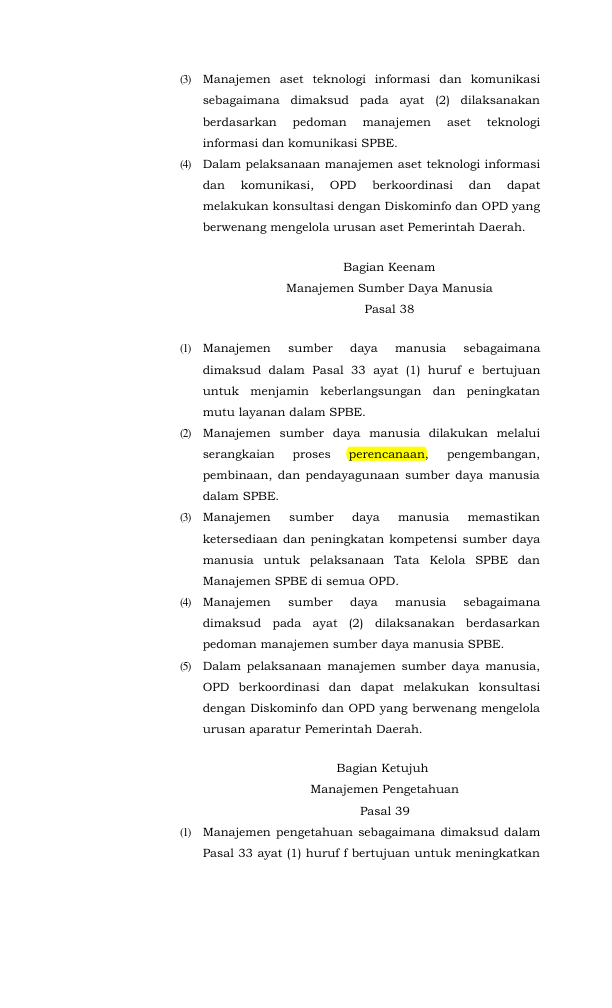 (3) Manajemen aset teknologi informasi dan komunikasi
sebagaimana dimaksud pada ayat (2) dilaksanakan
berdasarkan pedoman manajemen aset teknologi
informasi dan komunikasi SPBE.
(4) Dalam pelaksanaan manajemen aset teknologi informasi
dan komunikasi, OPD berkoordinasi dan dapat
melakukan konsultasi dengan Diskominfo dan OPD yang
berwenang mengelola urusan aset Pemerintah Daerah.
Bagian Keenam
Manajemen Sumber Daya Manusia
Pasal 38
(1) Manajemen sumber daya manusia sebagaimana
dimaksud dalam Pasal 33 ayat (1) huruf e bertujuan
untuk menjamin keberlangsungan dan peningkatan
mutu layanan dalam SPBE.
(2) Manajemen sumber daya manusia dilakukan melalui
serangkaian proses perencanaan, pengembangan,
pembinaan, dan pendayagunaan sumber daya manusia
dalam SPBE.
(3) Manajemen sumber daya manusia memastikan
ketersediaan dan peningkatan kompetensi sumber daya
manusia untuk pelaksanaan Tata Kelola SPBE dan
Manajemen SPBE di semua OPD.
(4) Manajemen sumber daya manusia sebagaimana
dimaksud pada ayat (2) dilaksanakan berdasarkan
pedoman manajemen sumber daya manusia SPBE.
(5) Dalam pelaksanaan manajemen sumber daya manusia,
OPD berkoordinasi dan dapat melakukan konsultasi
dengan Diskominfo dan OPD yang berwenang mengelola
urusan aparatur Pemerintah Daerah.
Bagian Ketujuh
Manajemen Pengetahuan
Pasal 39
(1) Manajemen pengetahuan sebagaimana dimaksud dalam
Pasal 33 ayat (1) huruf f bertujuan untuk meningkatkan